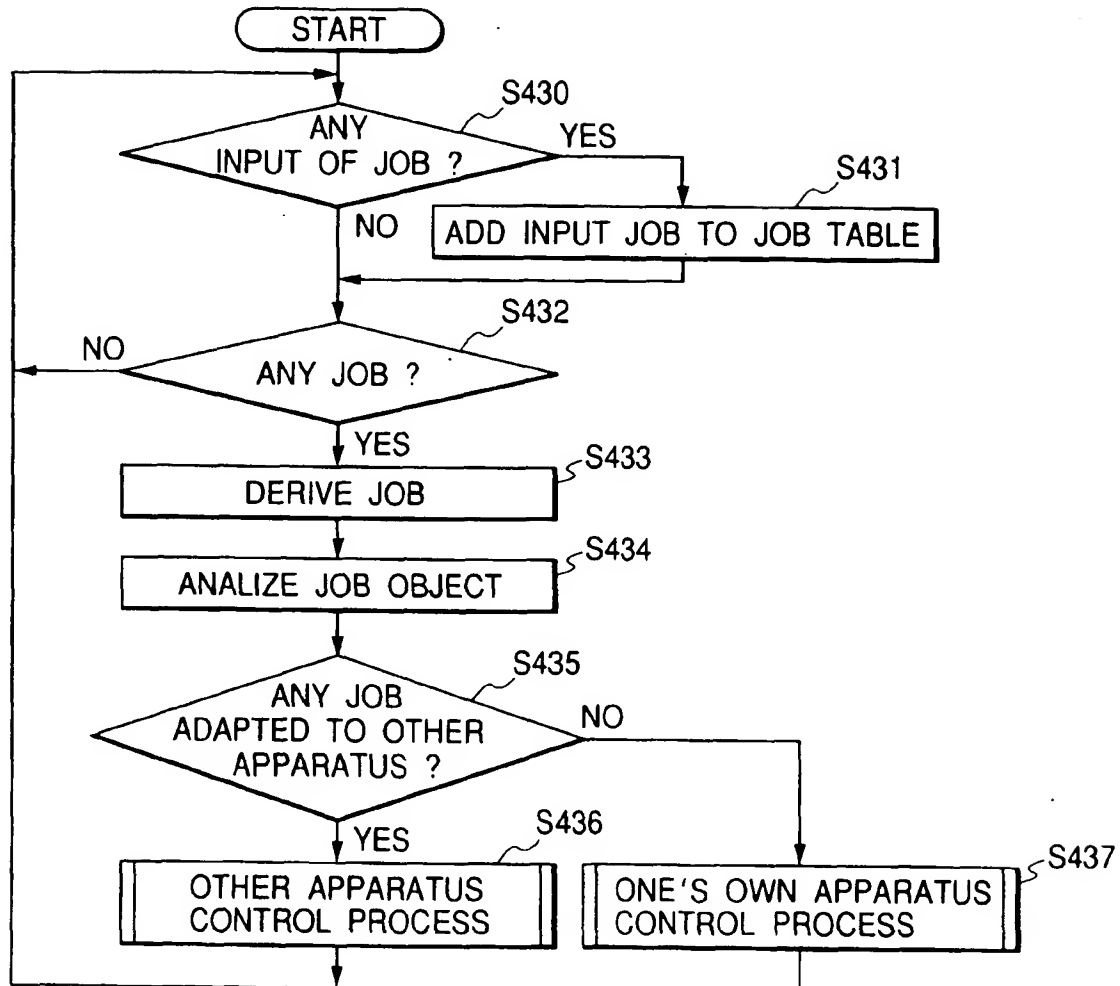 START
S430
ANY
INPUT OF JOB ?
YES
S431
NO
ADD INPUT JOB TO JOB TABLE
S432
NO
ANY JOB ?
YES
S433
DERIVE JOB
S434
ANALIZE JOB OBJECT
S435
ANY JOB
ADAPTED TO OTHER
APPARATUS ?
NO
YES
S436
OTHER APPARATUS
CONTROL PROCESS
S437
ONE'S OWN APPARATUS
CONTROL PROCESS